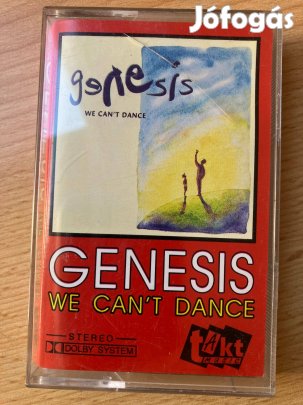 Jófogás
genesis
WE CAN'T DANCE
GENESIS
WE CAN'T DANCE
STEREO
DOLBY SYSTEM
takt